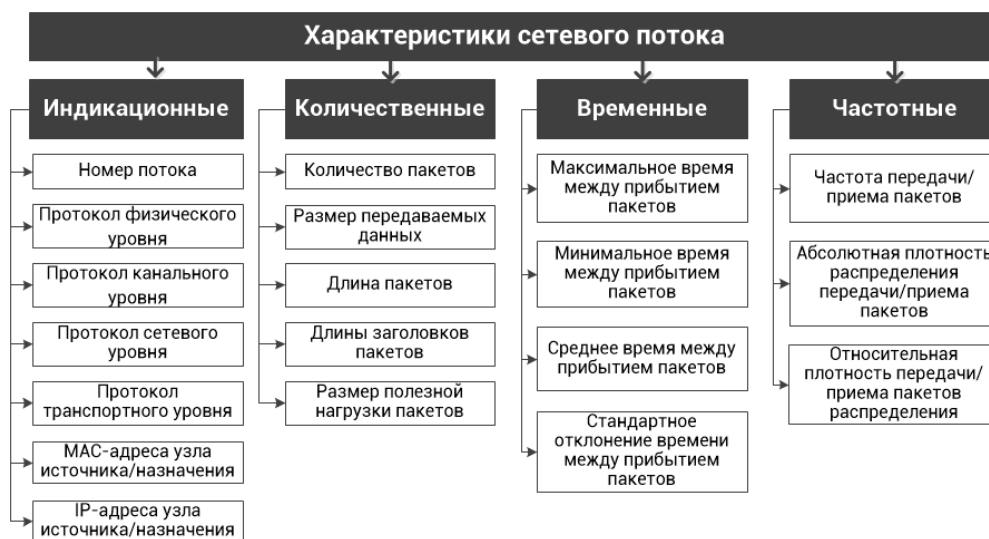 Характеристики сетевого потока
Индикационные
Номер потока
Протокол физического
уровня
Протокол канального
уровня
Протокол сетевого
уровня
Протокол
транспортного уровня
MAC-адреса узла
источника/назначения
IP-адреса узла
источника/назначения
Количественные
Количество пакетов
Размер передаваемых
данных
Длина пакетов
Длины заголовков
пакетов
Размер полезной
нагрузки пакетов
Временные
Максимальное время
между прибытием
пакетов
Минимальное время
между прибытием
пакетов
Среднее время между
прибытием пакетов
Стандартное
отклонение времени
между прибытием
пакетов
Частотные
Частота передачи/
приема пакетов
Абсолютная плотность
распределения
передачи/приема
пакетов
Относительная
плотность передачи/
приема пакетов
распределения